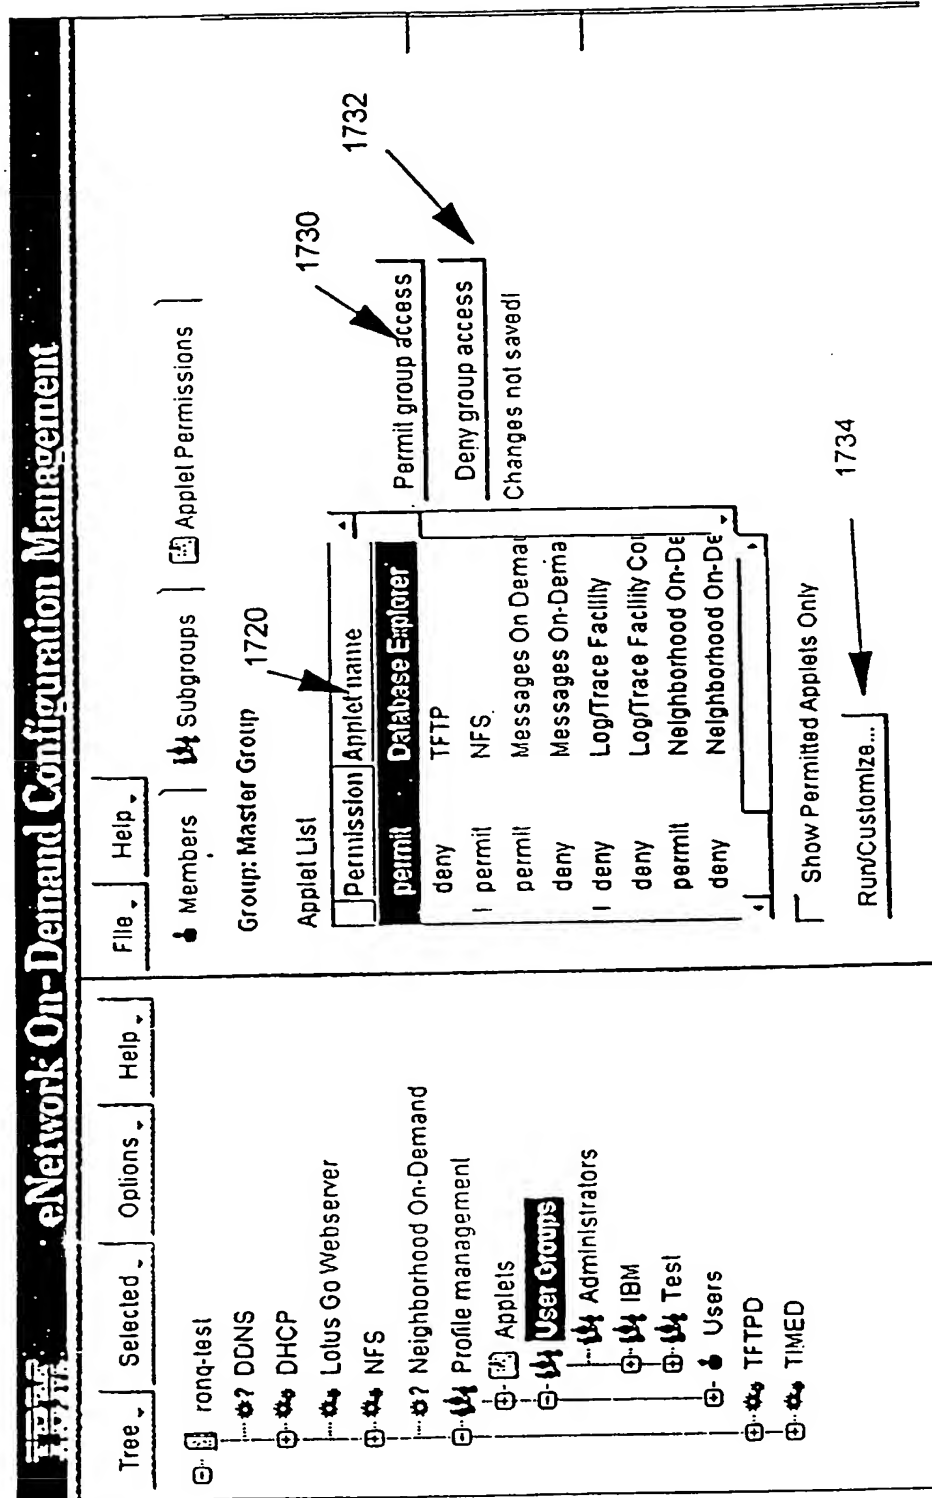 IBM eNetwork On-Demand Configuration Management
Tree Selected Options Help
ronq-test
? DDNS
DHCP
Lotus Go Webserver
NFS
? Neighborhood On-Demand
Profile management
Applets
User Groups
Administrators
IBM
Test
Users
TFTPD
TIMED
File Help
Members Subgroups Applet Permissions
Group: Master Group
Applet List
Permission Applet name
permit Database Explorer
deny TFTP
permit NFS
permit Messages On Demai
deny Messages On-Dema
deny Log/Trace Facility
deny Log/Trace Facility Coi
permit Neighborhood On-De
deny Neighborhood On-De
Show Permitted Applets Only
Run/Customize...
Permit group access
Deny group access
Changes not saved!
1720
1730
1732
1734